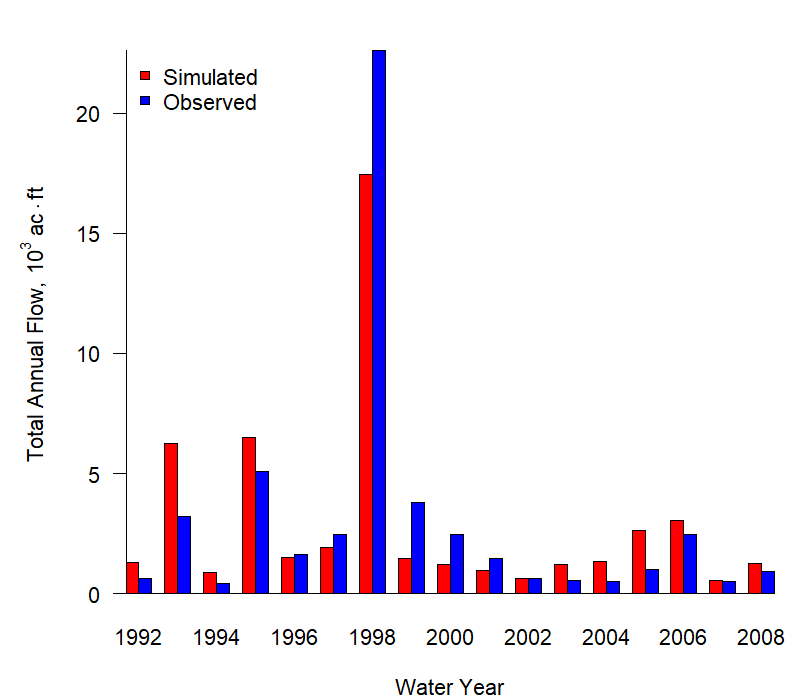 Simulated
Observed
20
15
10
5
0
Total Annual Flow, 10³ ac·ft
1992 1994 1996 1998 2000 2002 2004 2006 2008
Water Year